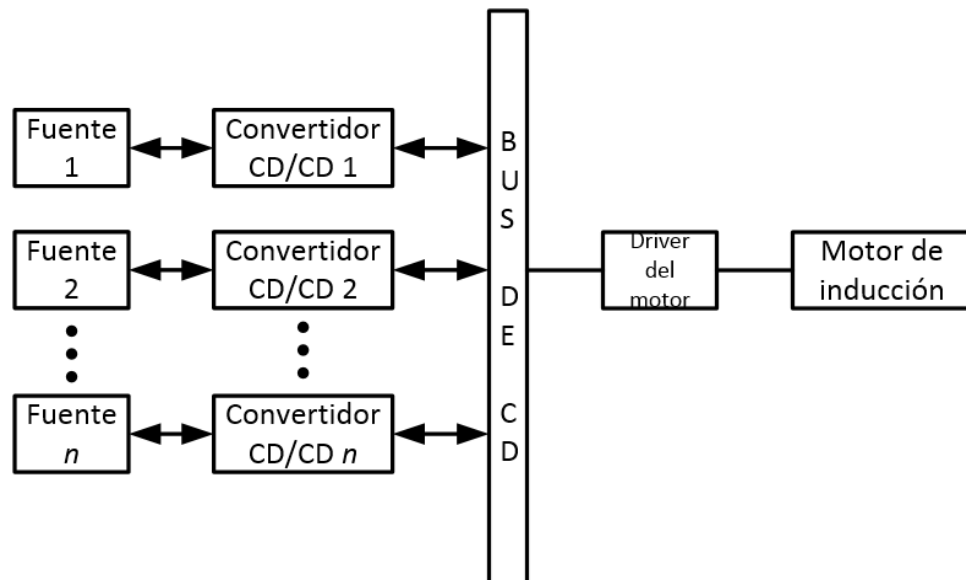 Fuente
1
Convertidor
CD/CD 1
Fuente
2
Convertidor
CD/CD 2
Fuente
n
Convertidor
CD/CD n
B
U
S
D
E
C
D
Driver
del
motor
Motor de
inducción